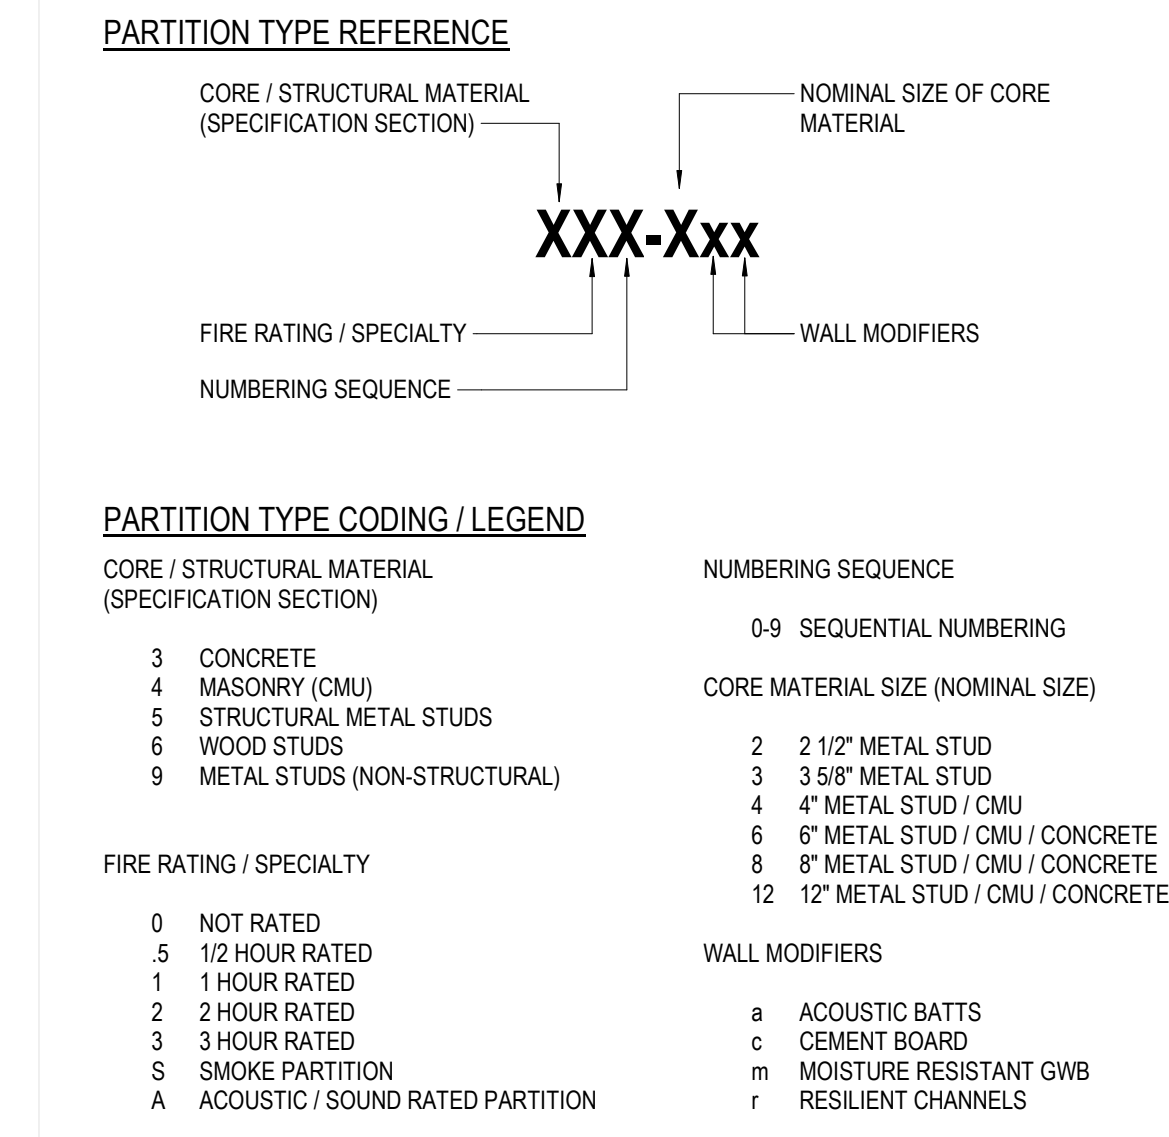 PARTITION TYPE REFERENCE
CORE / STRUCTURAL MATERIAL
(SPECIFICATION SECTION)
NOMINAL SIZE OF CORE
MATERIAL
XXX-Xxx
FIRE RATING / SPECIALTY
WALL MODIFIERS
NUMBERING SEQUENCE
PARTITION TYPE CODING / LEGEND
CORE / STRUCTURAL MATERIAL
(SPECIFICATION SECTION)
3 CONCRETE
4 MASONRY (CMU)
5 STRUCTURAL METAL STUDS
6 WOOD STUDS
9 METAL STUDS (NON-STRUCTURAL)
FIRE RATING / SPECIALTY
0 NOT RATED
.5 1/2 HOUR RATED
1 1 HOUR RATED
2 2 HOUR RATED
3 3 HOUR RATED
S SMOKE PARTITION
A ACOUSTIC / SOUND RATED PARTITION
NUMBERING SEQUENCE
0-9 SEQUENTIAL NUMBERING
CORE MATERIAL SIZE (NOMINAL SIZE)
2 2 1/2" METAL STUD
3 3 5/8" METAL STUD
4 4" METAL STUD / CMU
6 6" METAL STUD / CMU / CONCRETE
8 8" METAL STUD / CMU / CONCRETE
12 12" METAL STUD / CMU / CONCRETE
WALL MODIFIERS
a ACOUSTIC BATTS
c CEMENT BOARD
m MOISTURE RESISTANT GWB
r RESILIENT CHANNELS